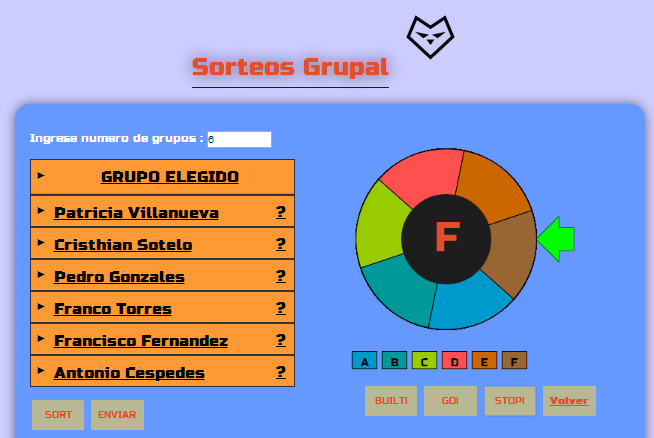 Sorteos Grupal
Ingrese numero de grupos : 6
► GRUPO ELEGIDO
► Patricia Villanueva ?
► Cristhian Sotelo ?
► Pedro Gonzales ?
► Franco Torres ?
► Francisco Fernandez ?
► Antonio Cespedes ?
SORT ENVIAR
F
A B C D E F
BUILT! GO! STOP! Volver